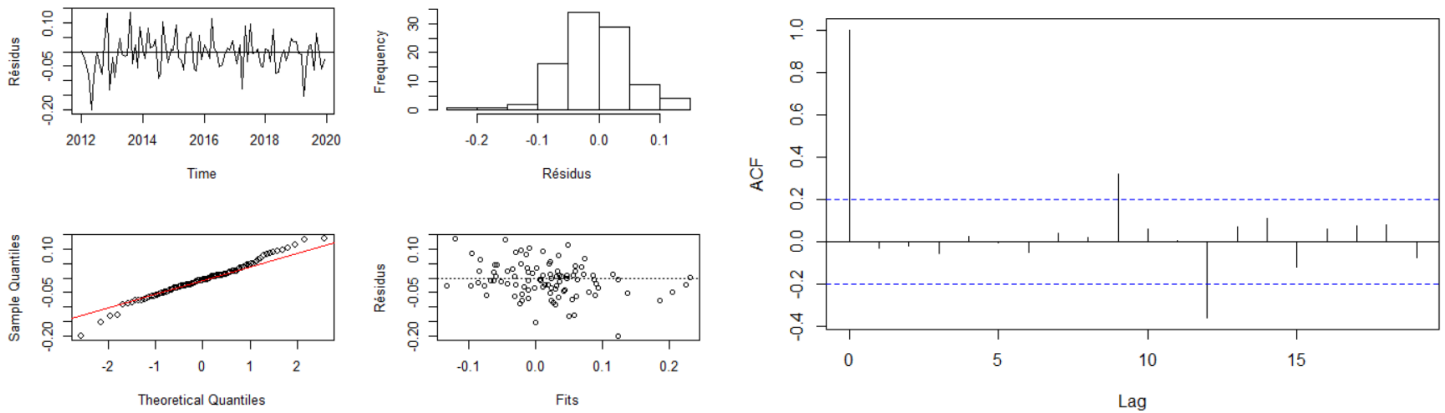 Résidus
0.10
-0.05
-0.20
2012 2014 2016 2018 2020
Time
Frequency
30
10
0
-0.2 -0.1 0.0 0.1
Résidus
Sample Quantiles
0.10
-0.05
-0.20
-2 -1 0 1 2
Theoretical Quantiles
Résidus
0.10
-0.05
-0.20
-0.1 0.0 0.1 0.2
Fits
ACF
1.0
0.8
0.6
0.4
0.2
0.0
-0.2
-0.4
0 5 10 15
Lag